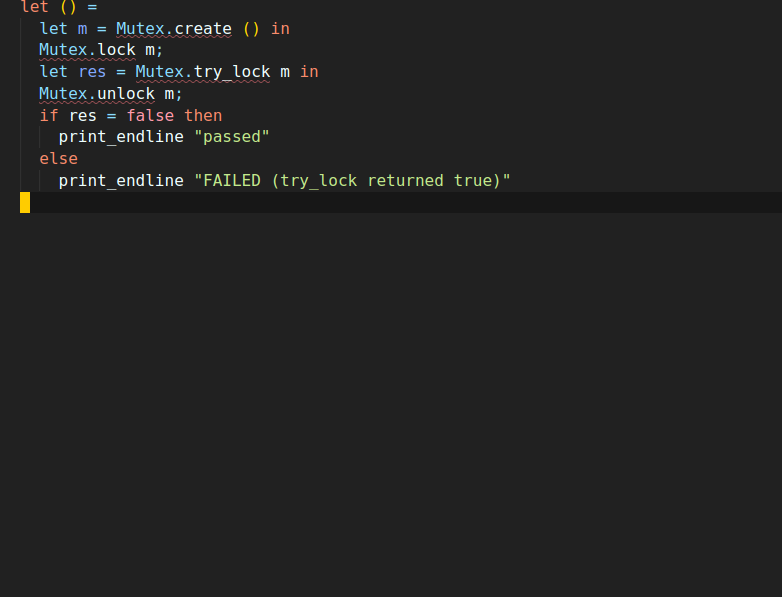 let () =
  let m = Mutex.create () in
  Mutex.lock m;
  let res = Mutex.try_lock m in
  Mutex.unlock m;
  if res = false then
    print_endline "passed"
  else
    print_endline "FAILED (try_lock returned true)"